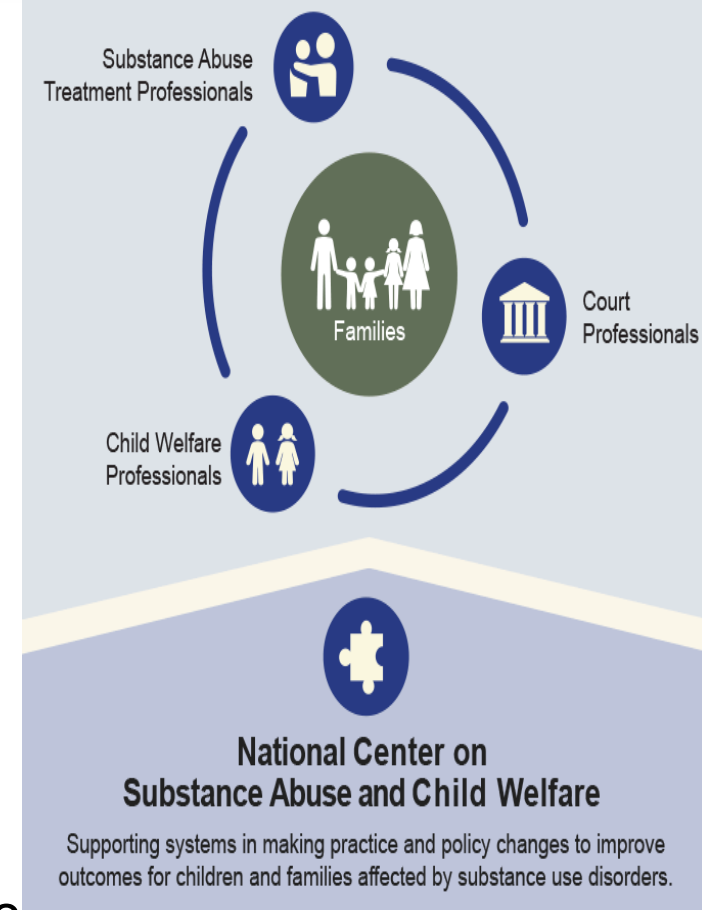 Substance Abuse
Treatment Professionals
Families
Court
Professionals
Child Welfare
Professionals
National Center on
Substance Abuse and Child Welfare
Supporting systems in making practice and policy changes to improve
outcomes for children and families affected by substance use disorders.